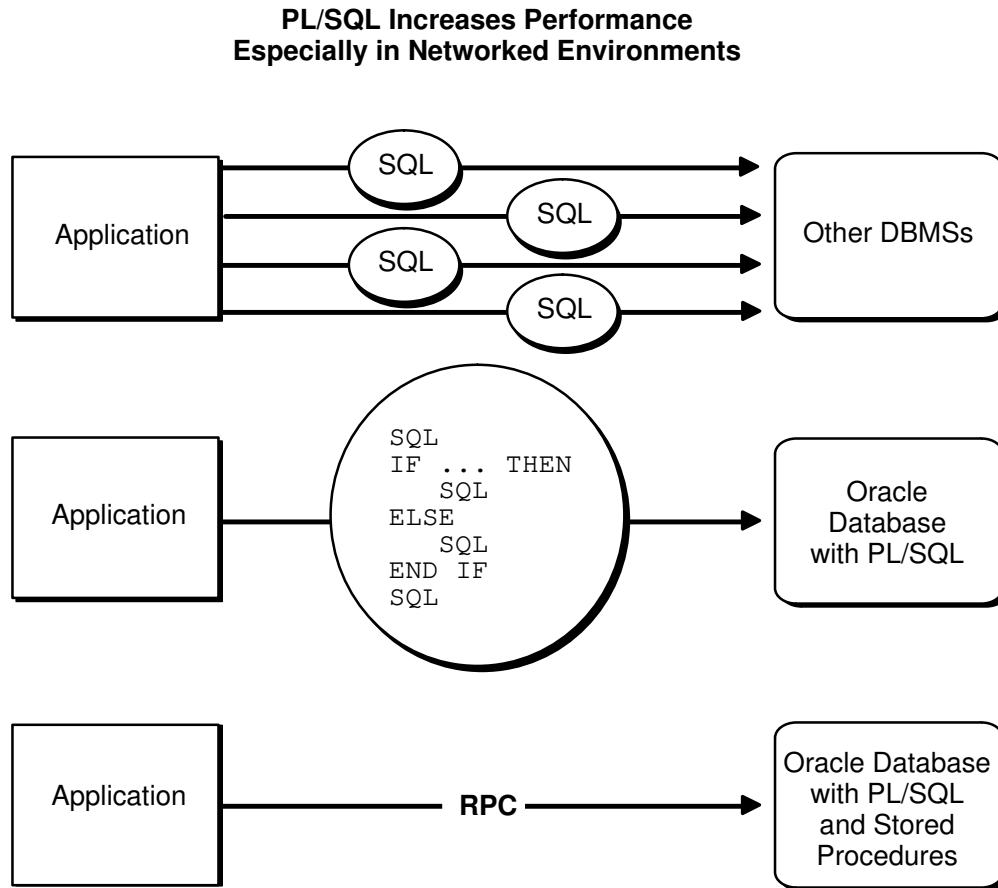 PL/SQL Increases Performance
Especially in Networked Environments
Application
SQL
SQL
SQL
SQL
Other DBMSs
Application
SQL
IF ... THEN
SQL
ELSE
SQL
END IF
SQL
Oracle
Database
with PL/SQL
Application
RPC
Oracle Database
with PL/SQL
and Stored
Procedures